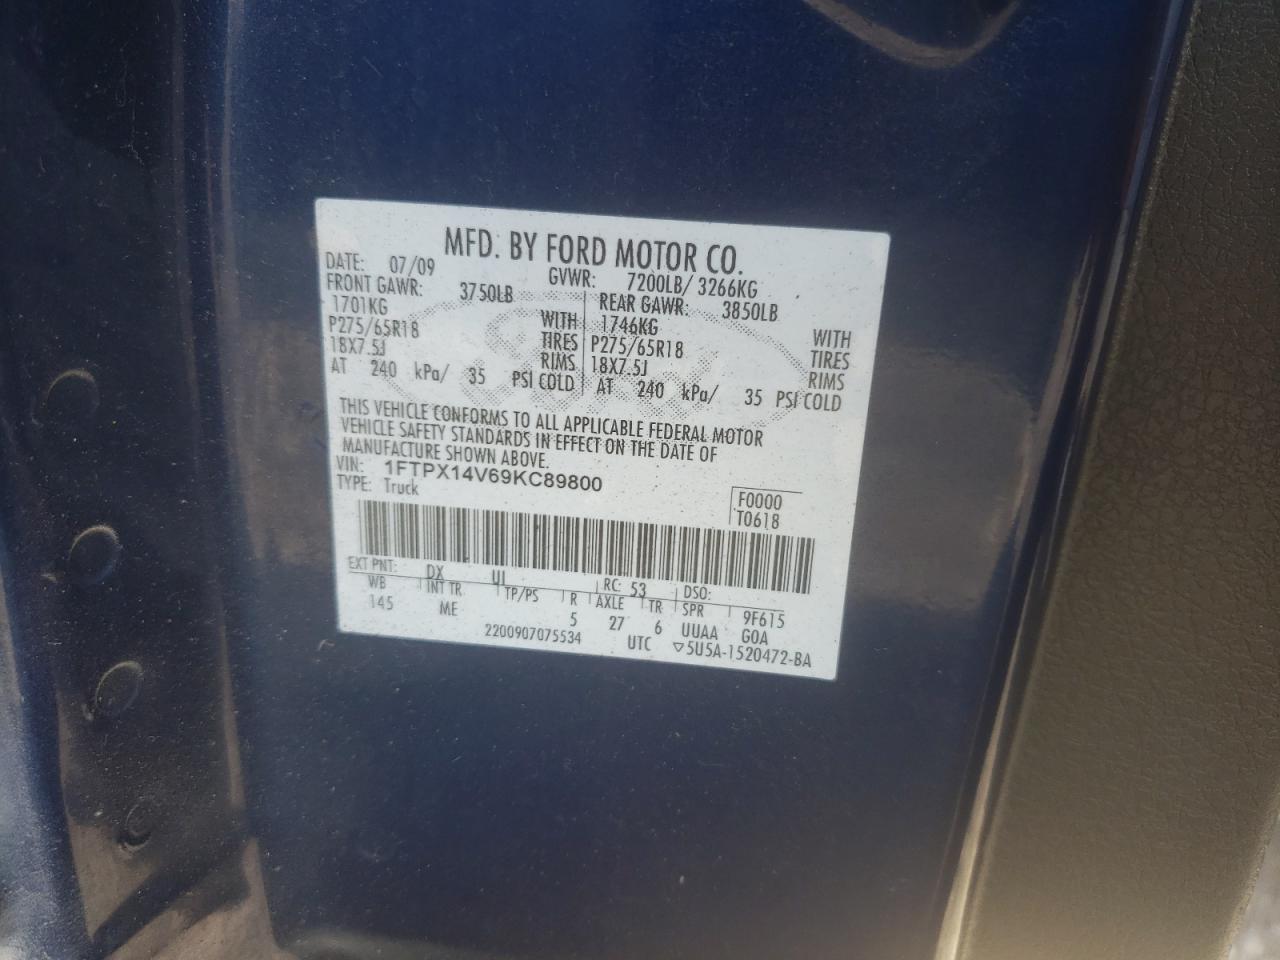 MFD. BY FORD MOTOR CO.
DATE: 07/09 GVWR: 7200LB/ 3266KG
FRONT GAWR: 3750LB REAR GAWR: 3850LB
1701KG WITH 1746KG WITH
P275/65R18 TIRES P275/65R18 TIRES
18X7.5J RIMS 18X7.5J RIMS
AT 240 kPa/ 35 PSI COLD AT 240 kPa/ 35 PSI COLD
THIS VEHICLE CONFORMS TO ALL APPLICABLE FEDERAL MOTOR
VEHICLE SAFETY STANDARDS IN EFFECT ON THE DATE OF
MANUFACTURE SHOWN ABOVE.
VIN: 1FTPX14V69KC89800
TYPE: Truck
F0000
T0618
EXT PNT: DX UI RC: 53 DSO:
WB INT TR TP/PS R AXLE TR SPR 9F615
145 ME 5 27 6 UUAA GOA
2200907075534 UTC ▽5U5A-1520472-BA